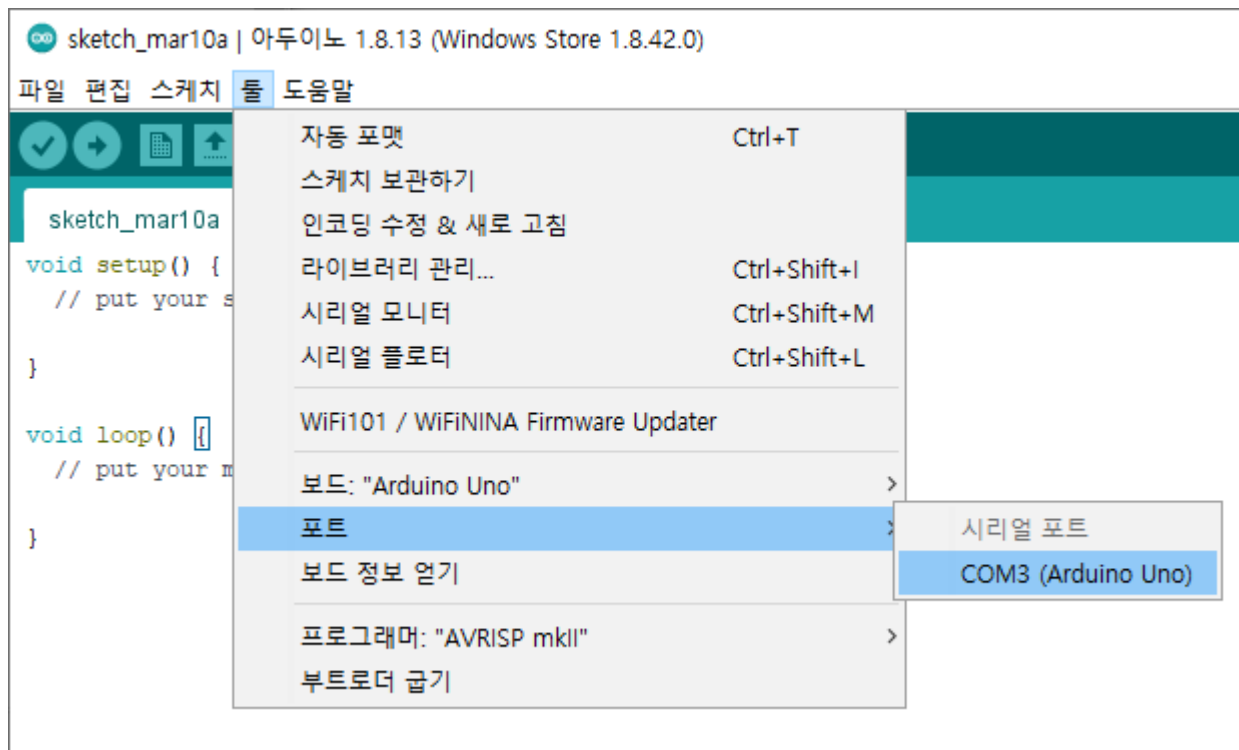 sketch_mar10a | 아두이노 1.8.13 (Windows Store 1.8.42.0)
파일 편집 스케치 툴 도움말
자동 포맷 Ctrl+T
스케치 보관하기
sketch_mar10a
인코딩 수정 & 새로 고침
void setup() {
라이브러리 관리... Ctrl+Shift+I
// put your s
시리얼 모니터 Ctrl+Shift+M
시리얼 플로터 Ctrl+Shift+L
}
WiFi101 / WiFiNINA Firmware Updater
void loop() {
// put your m
보드: "Arduino Uno"
포트
시리얼 포트
}
보드 정보 얻기
COM3 (Arduino Uno)
프로그래머: "AVRISP mkII"
부트로더 굽기